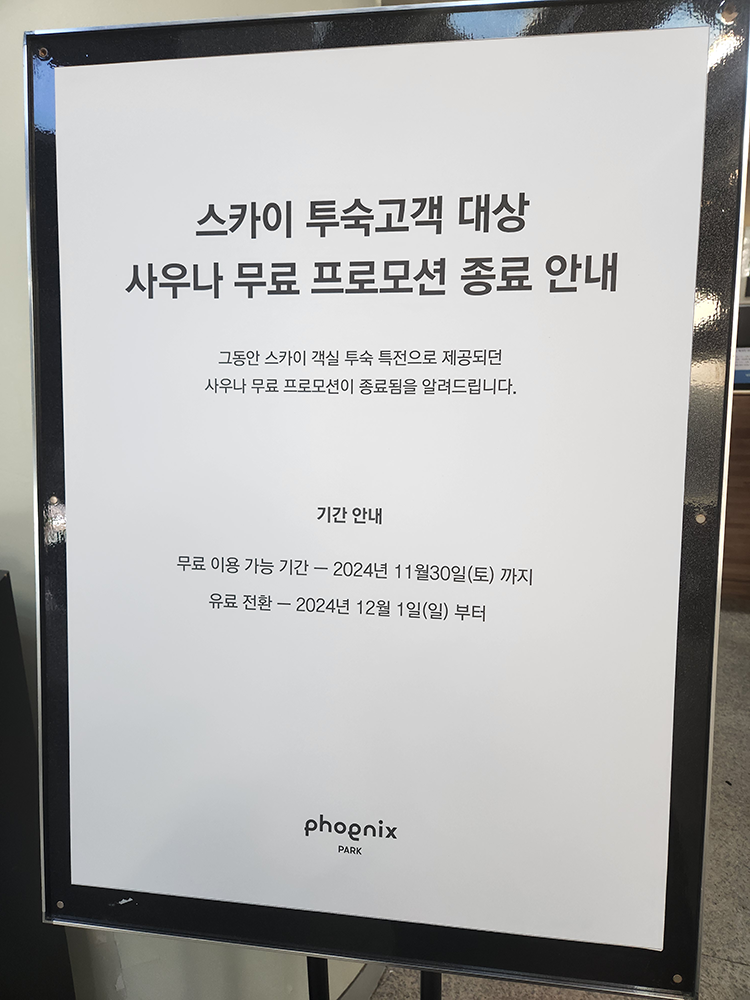 스카이 투숙고객 대상
사우나 무료 프로모션 종료 안내
그동안 스카이 객실 투숙 특전으로 제공되던
사우나 무료 프로모션이 종료됨을 알려드립니다.
기간 안내
무료 이용 가능 기간 — 2024년 11월30일(토) 까지
유료 전환 — 2024년 12월 1일(일) 부터
phoenix
PARK